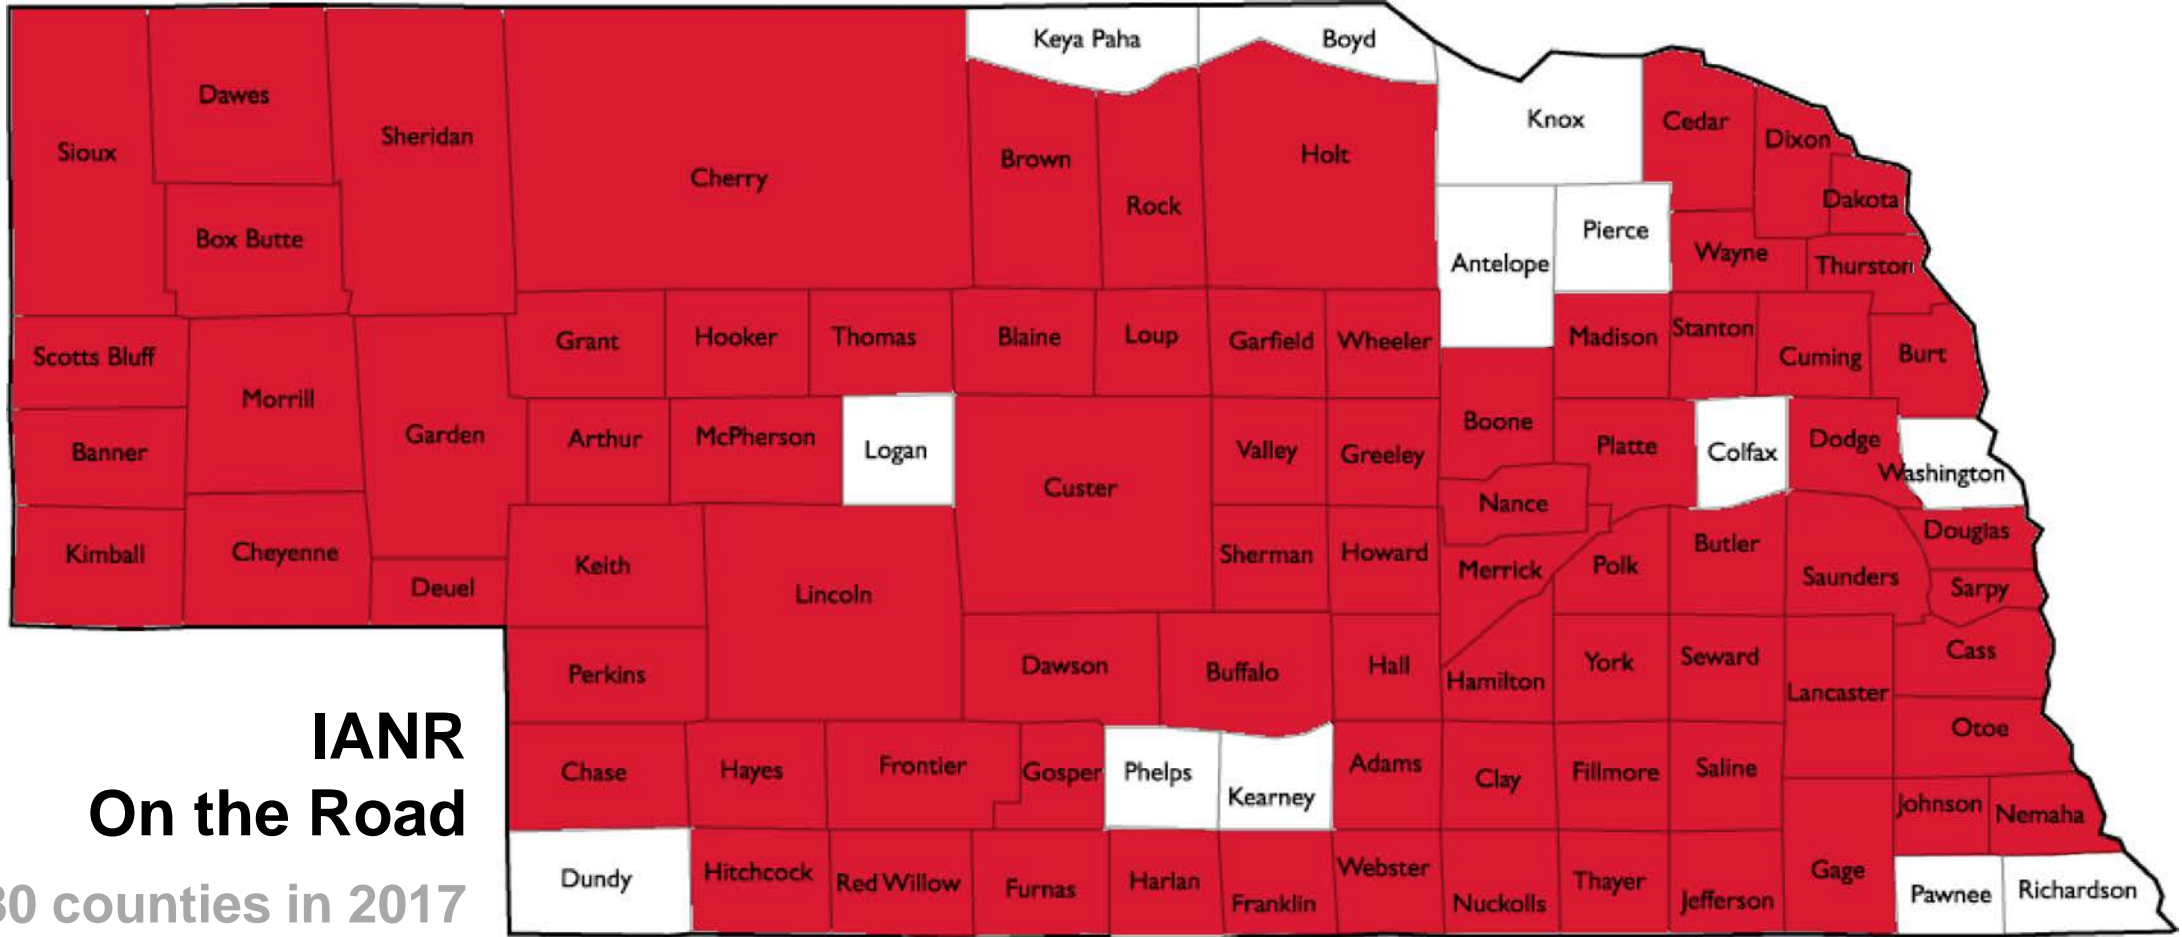 Keya Paha
Boyd
Dawes
Sioux
Sheridan
Cherry
Brown
Rock
Holt
Knox
Cedar
Dixon
Dakota
Box Butte
Antelope
Pierce
Wayne
Thurston
Scotts Bluff
Morrill
Grant
Hooker
Thomas
Blaine
Loup
Garfield
Wheeler
Madison
Stanton
Cuming
Burt
Banner
Garden
Arthur
McPherson
Logan
Custer
Valley
Greeley
Boone
Platte
Colfax
Dodge
Washington
Nance
Kimball
Cheyenne
Deuel
Keith
Lincoln
Sherman
Howard
Merrick
Polk
Butler
Saunders
Douglas
Sarpy
Perkins
Dawson
Buffalo
Hall
Hamilton
York
Seward
Lancaster
Cass
Otoe
IANR
On the Road
Chase
Hayes
Frontier
Gosper
Phelps
Kearney
Adams
Clay
Fillmore
Saline
Johnson
Nemaha
30 counties in 2017
Dundy
Hitchcock
Red Willow
Furnas
Harlan
Franklin
Webster
Nuckolls
Thayer
Jefferson
Gage
Pawnee
Richardson